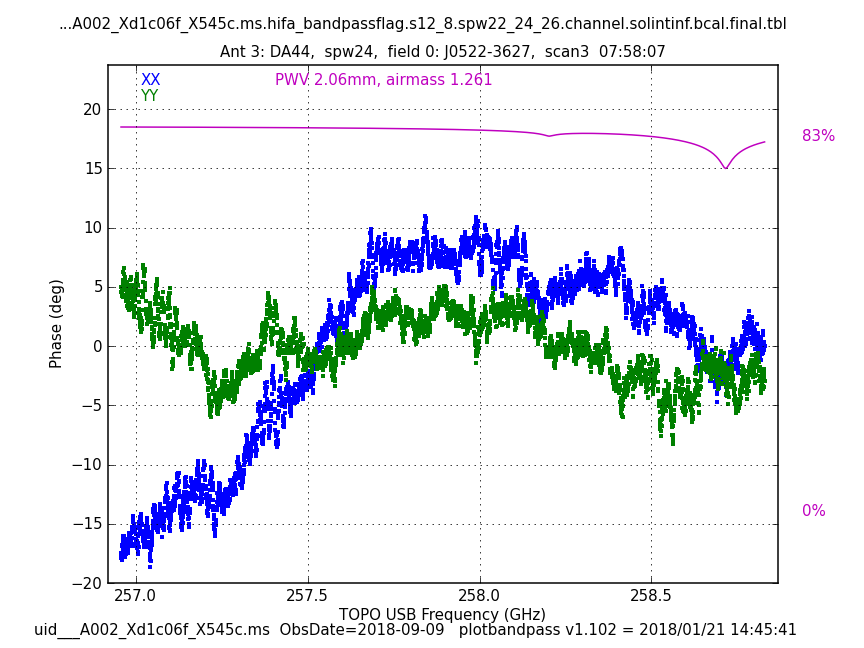 ...A002_Xd1c06f_X545c.ms.hifa_bandpassflag.s12_8.spw22_24_26.channel.solintinf.bcal.final.tbl
Ant 3: DA44,  spw24,  field 0: J0522-3627,  scan3  07:58:07
XX
PWV 2.06mm, airmass 1.261
YY
20
83%
15
10
5
0
Phase (deg)
−5
−10
−15
0%
−20
257.0
257.5
258.0
258.5
TOPO USB Frequency (GHz)
uid___A002_Xd1c06f_X545c.ms  ObsDate=2018-09-09   plotbandpass v1.102 = 2018/01/21 14:45:41